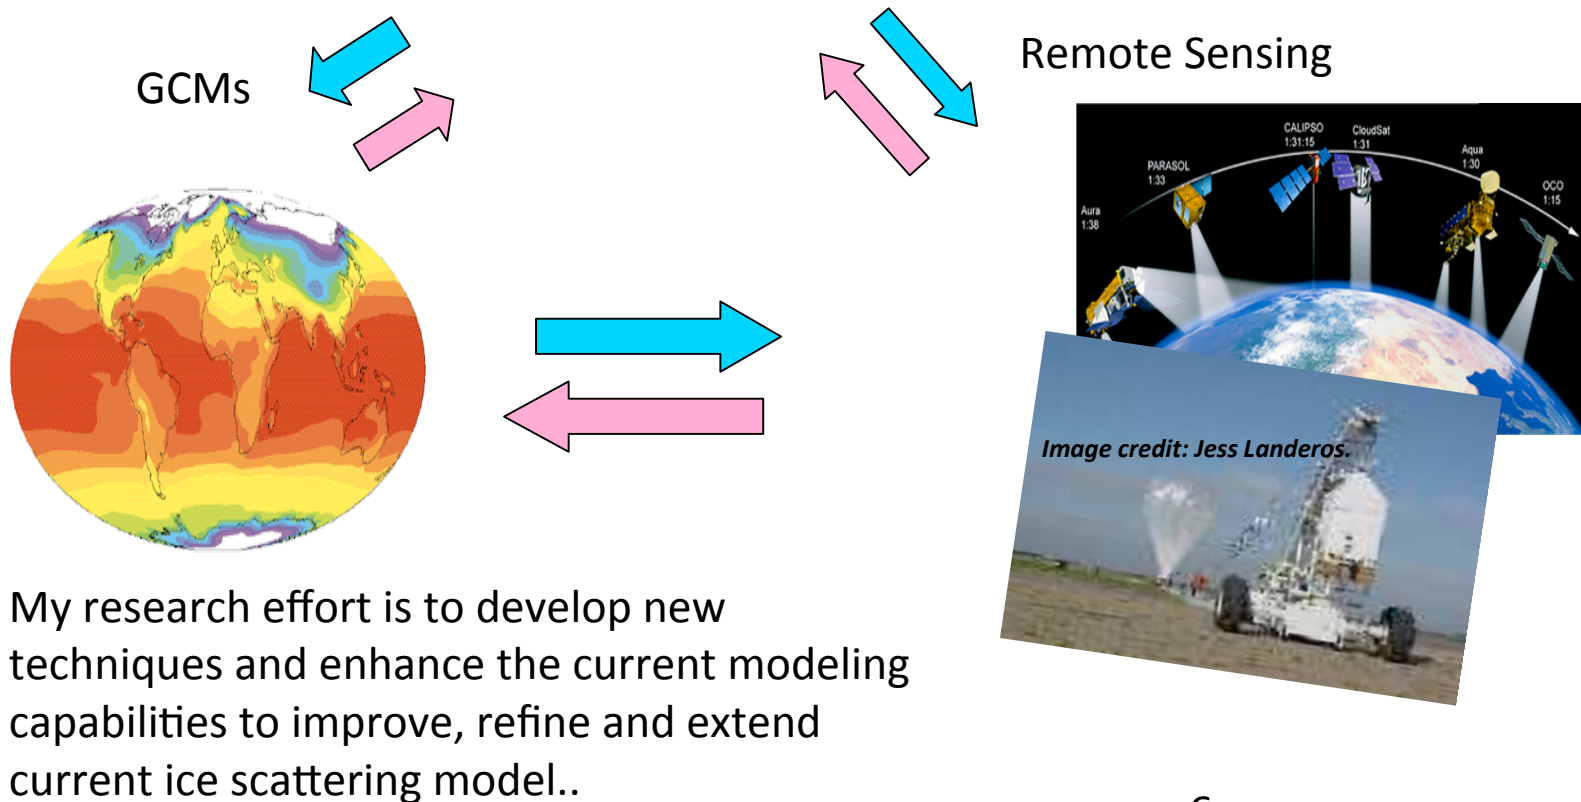 GCMs
Remote Sensing
CALIPSO
1:31:15
CloudSat
1:31
PARASOL
1:33
Aqua
1:30
OCO
1:15
Aura
1:38
Image credit: Jess Landeros.
My research effort is to develop new
techniques and enhance the current modeling
capabilities to improve, refine and extend
current ice scattering model..